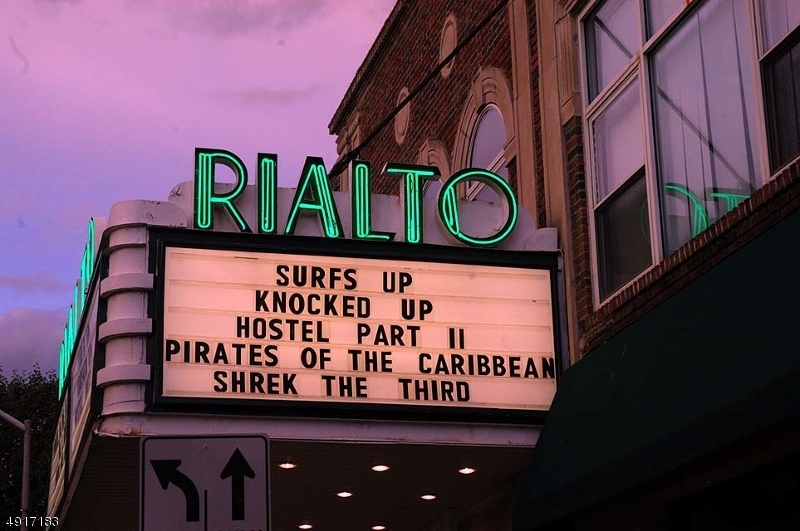 RIALTO
SURFS UP
KNOCKED UP
HOSTEL PART II
PIRATES OF THE CARIBBEAN
SHREK THE THIRD
4917183